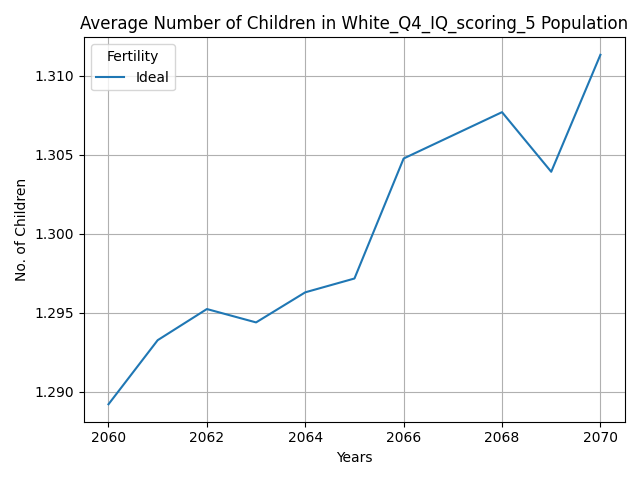 Average Number of Children in White_Q4_IQ_scoring_5 Population
Fertility
Ideal
No. of Children
1.310
1.305
1.300
1.295
1.290
2060 2062 2064 2066 2068 2070
Years